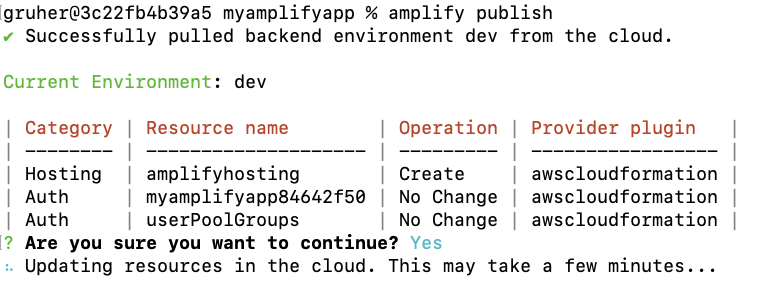 gruher@3c22fb4b39a5 myamplifyapp % amplify publish
✔ Successfully pulled backend environment dev from the cloud.
Current Environment: dev
| Category | Resource name | Operation | Provider plugin |
| -------- | -------------------- | --------- | ----------------- |
| Hosting | amplifyhosting | Create | awscloudformation |
| Auth | myamplifyapp84642f50 | No Change | awscloudformation |
| Auth | userPoolGroups | No Change | awscloudformation |
? Are you sure you want to continue? Yes
⠦ Updating resources in the cloud. This may take a few minutes...